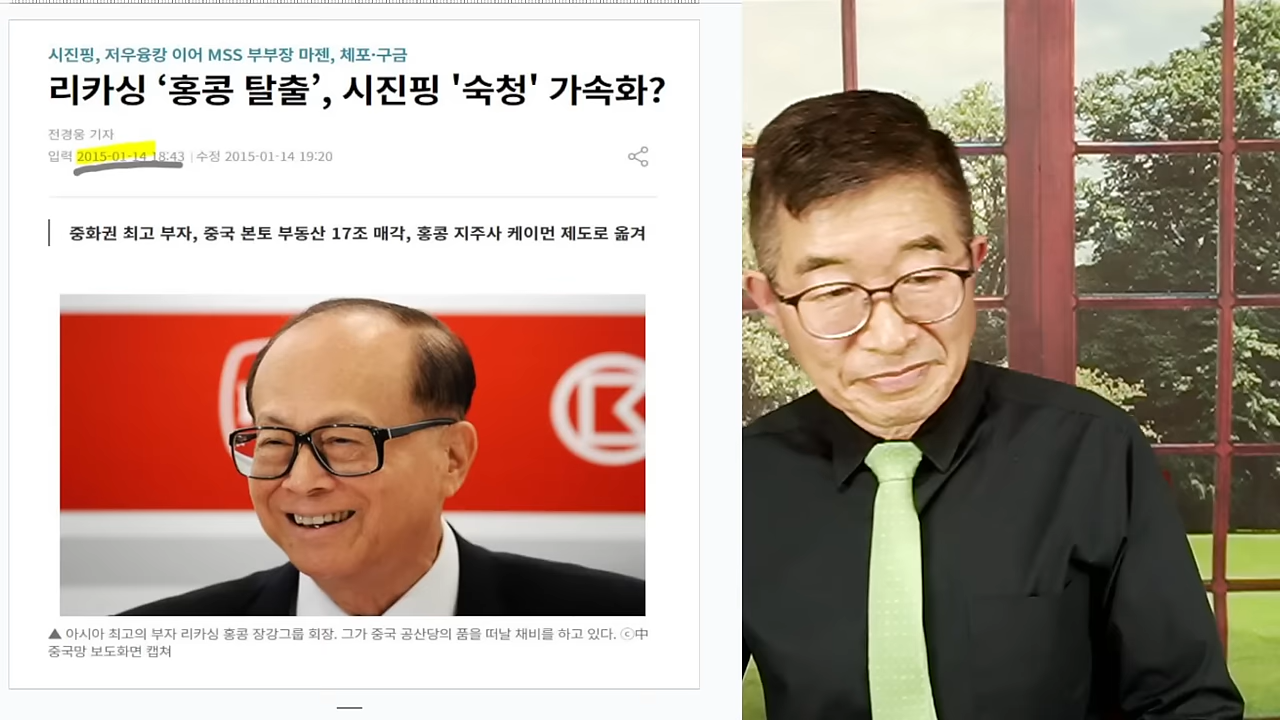 시진핑, 저우융캉 이어 MSS 부부장 마젠, 체포·구금
리카싱 ‘홍콩 탈출’, 시진핑 '숙청' 가속화?
전경웅 기자
입력 2015-01-14 18:43 | 수정 2015-01-14 19:20
중화권 최고 부자, 중국 본토 부동산 17조 매각, 홍콩 지주사 케이먼 제도로 옮겨
▲ 아시아 최고의 부자 리카싱 홍콩 장강그룹 회장. 그가 중국 공산당의 품을 떠날 채비를 하고 있다. ⓒ中
중국망 보도화면 캡쳐